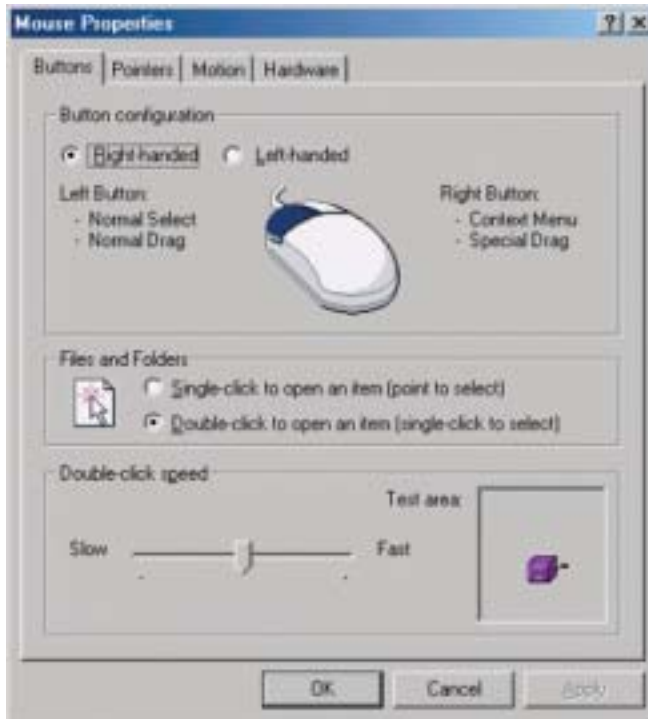 Mouse Properties
Buttons Pointers Motion Hardware
Button configuration
Right-handed Left-handed
Left Button:
- Normal Select
- Normal Drag
Right Button:
- Context Menu
- Special Drag
Files and Folders
Single-click to open an item (point to select)
Double-click to open an item (single-click to select)
Double-click speed
Test area:
Slow Fast
OK Cancel Apply